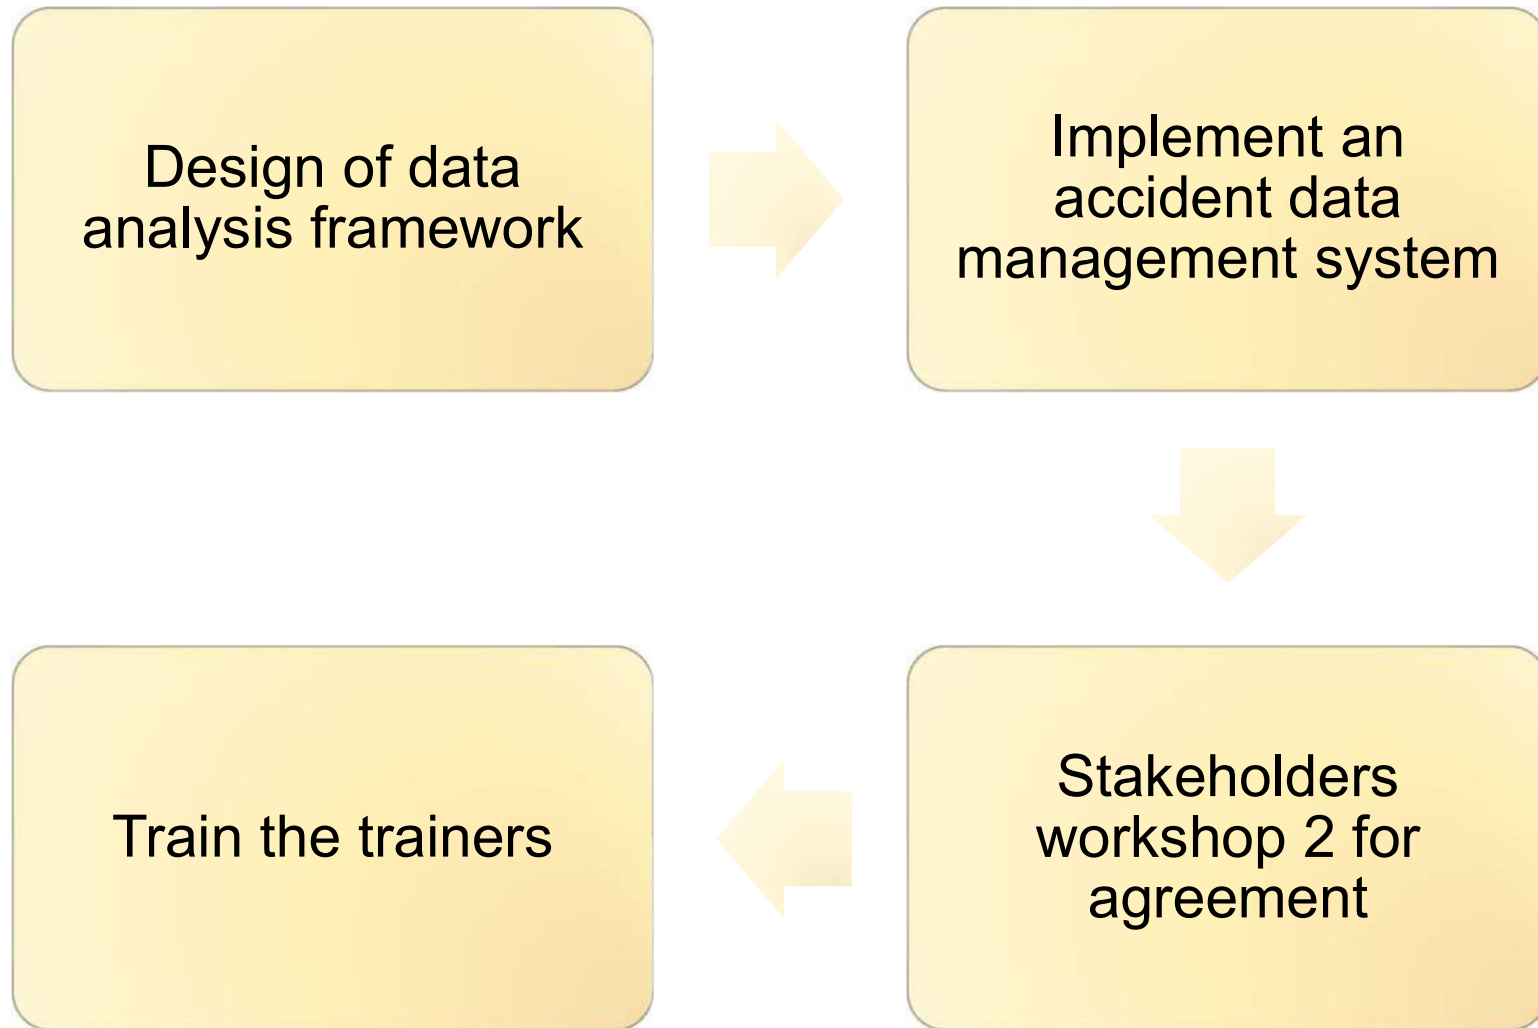 Design of data
analysis framework
Implement an
accident data
management system
Stakeholders
workshop 2 for
agreement
Train the trainers